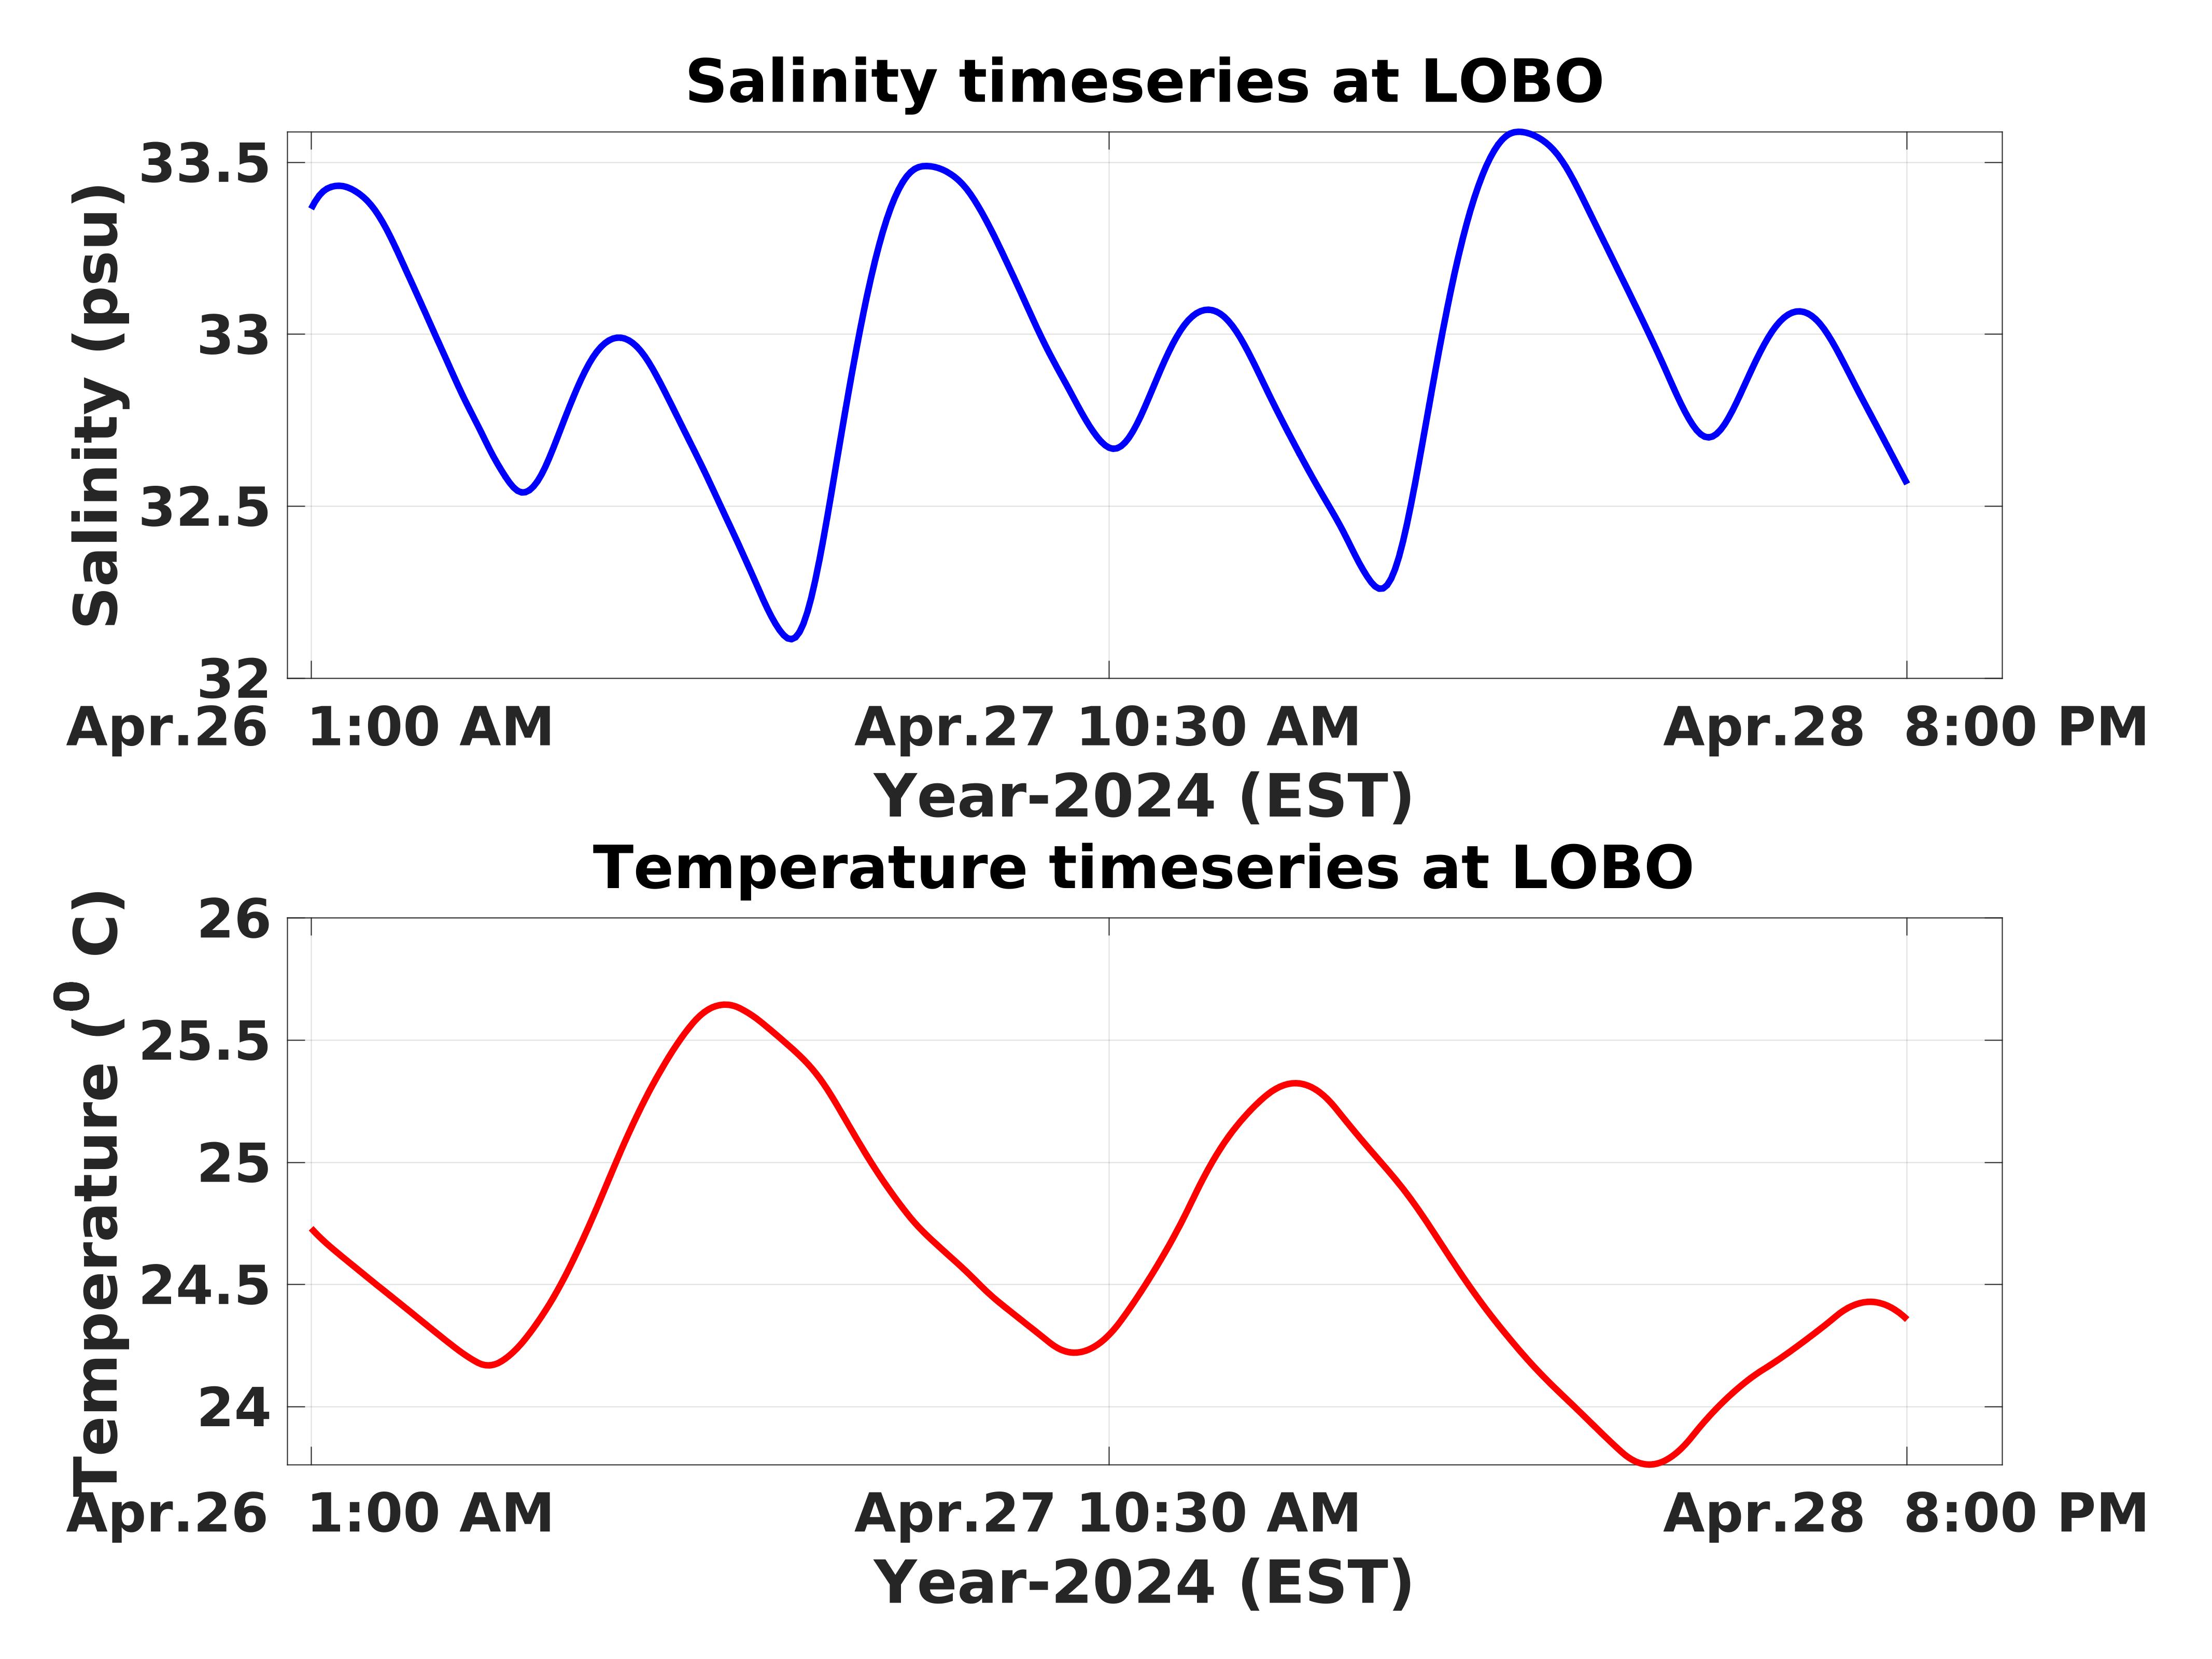 Salinity timeseries at LOBO
Salinity (psu)
33.5
33
32.5
32
Apr.26  1:00 AM
Apr.27 10:30 AM
Apr.28  8:00 PM
Year-2024 (EST)
Temperature timeseries at LOBO
Temperature (⁰ C)
26
25.5
25
24.5
24
Apr.26  1:00 AM
Apr.27 10:30 AM
Apr.28  8:00 PM
Year-2024 (EST)